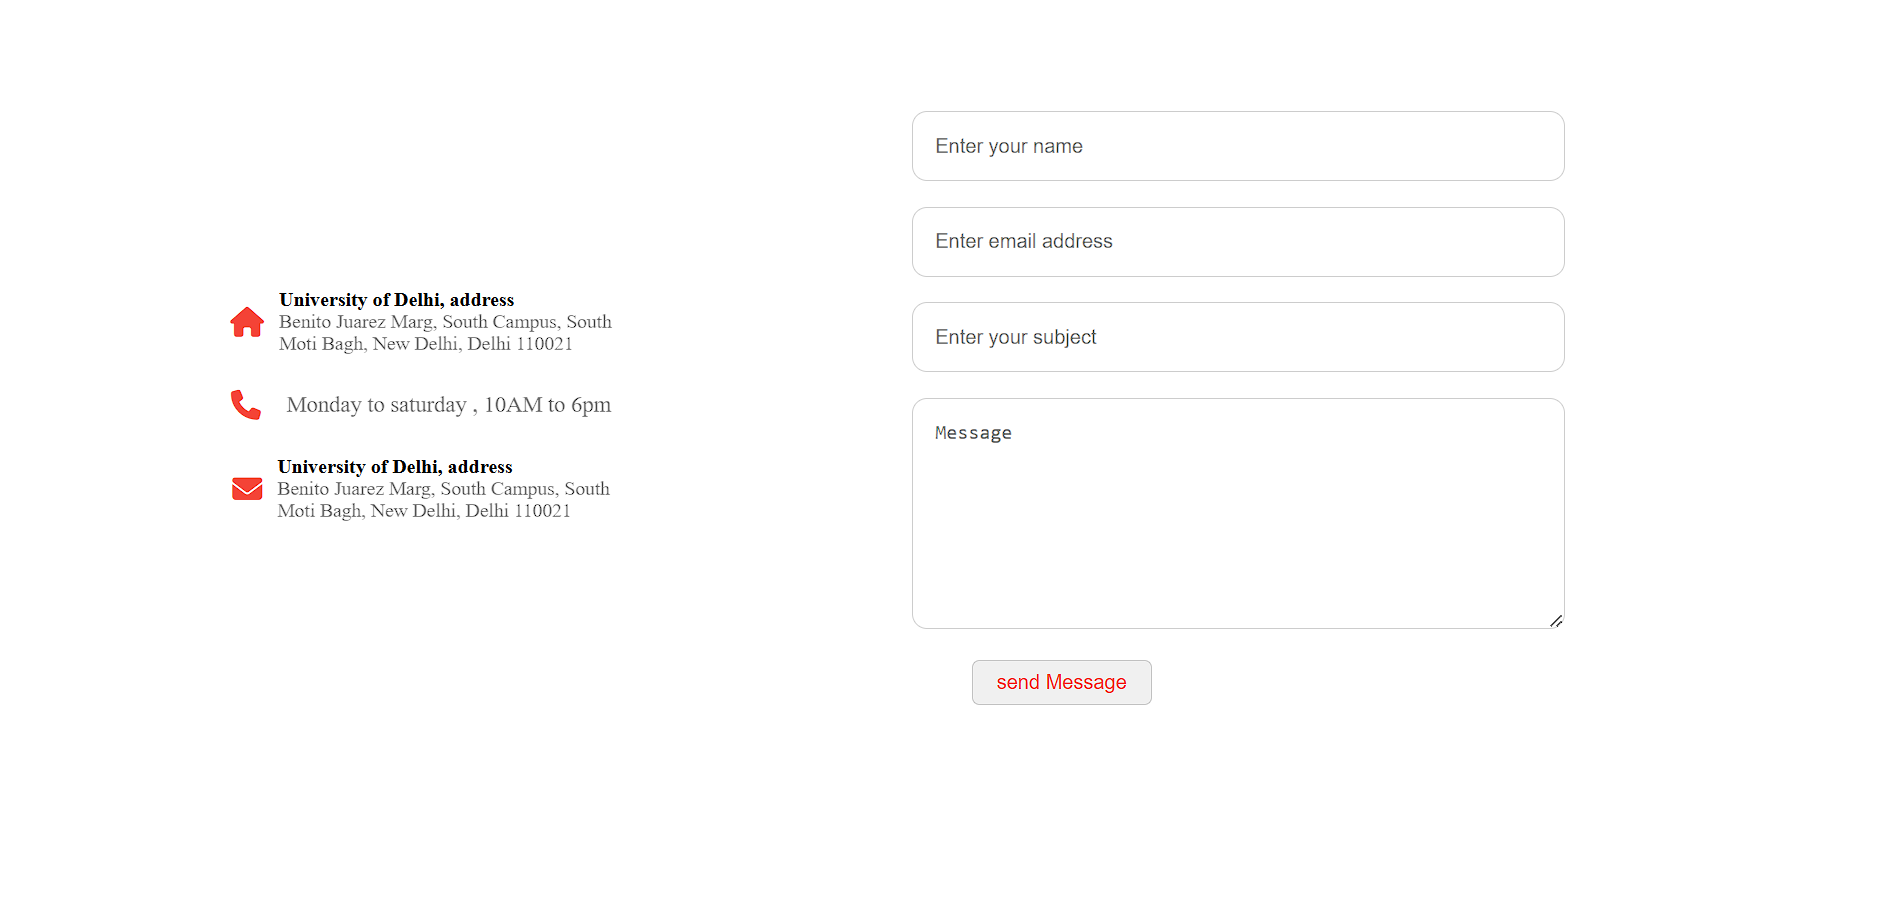 University of Delhi, address
Benito Juarez Marg, South Campus, South
Moti Bagh, New Delhi, Delhi 110021
Monday to saturday , 10AM to 6pm
University of Delhi, address
Benito Juarez Marg, South Campus, South
Moti Bagh, New Delhi, Delhi 110021
Enter your name
Enter email address
Enter your subject
Message
send Message